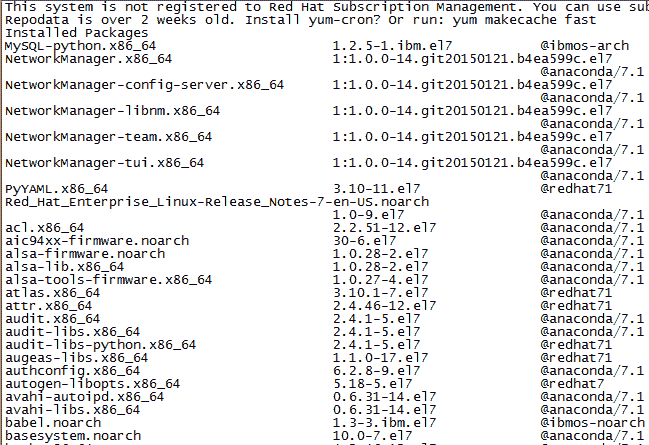 This system is not registered to Red Hat Subscription Management. You can use sub
Repodata is over 2 weeks old. Install yum-cron? Or run: yum makecache fast
Installed Packages
MySQL-python.x86_64 1.2.5-1.ibm.el7 @ibmos-arch
NetworkManager.x86_64 1:1.0.0-14.git20150121.b4ea599c.el7
@anaconda/7.1
NetworkManager-config-server.x86_64 1:1.0.0-14.git20150121.b4ea599c.el7
@anaconda/7.1
NetworkManager-libnm.x86_64 1:1.0.0-14.git20150121.b4ea599c.el7
@anaconda/7.1
NetworkManager-team.x86_64 1:1.0.0-14.git20150121.b4ea599c.el7
@anaconda/7.1
NetworkManager-tui.x86_64 1:1.0.0-14.git20150121.b4ea599c.el7
@anaconda/7.1
PyYAML.x86_64 3.10-11.el7 @redhat71
Red_Hat_Enterprise_Linux-Release_Notes-7-en-US.noarch
1.0-9.el7 @anaconda/7.1
acl.x86_64 2.2.51-12.el7 @anaconda/7.1
aic94xx-firmware.noarch 30-6.el7 @anaconda/7.1
alsa-firmware.noarch 1.0.28-2.el7 @anaconda/7.1
alsa-lib.x86_64 1.0.28-2.el7 @anaconda/7.1
alsa-tools-firmware.x86_64 1.0.27-4.el7 @anaconda/7.1
atlas.x86_64 3.10.1-7.el7 @redhat71
attr.x86_64 2.4.46-12.el7 @redhat71
audit.x86_64 2.4.1-5.el7 @anaconda/7.1
audit-libs.x86_64 2.4.1-5.el7 @anaconda/7.1
audit-libs-python.x86_64 2.4.1-5.el7 @redhat71
augeas-libs.x86_64 1.1.0-17.el7 @redhat71
authconfig.x86_64 6.2.8-9.el7 @anaconda/7.1
autogen-libopts.x86_64 5.18-5.el7 @redhat7
avahi-autoipd.x86_64 0.6.31-14.el7 @anaconda/7.1
avahi-libs.x86_64 0.6.31-14.el7 @anaconda/7.1
babel.noarch 1.3-3.ibm.el7 @ibmos-noarch
basesystem.noarch 10.0-7.el7 @anaconda/7.1